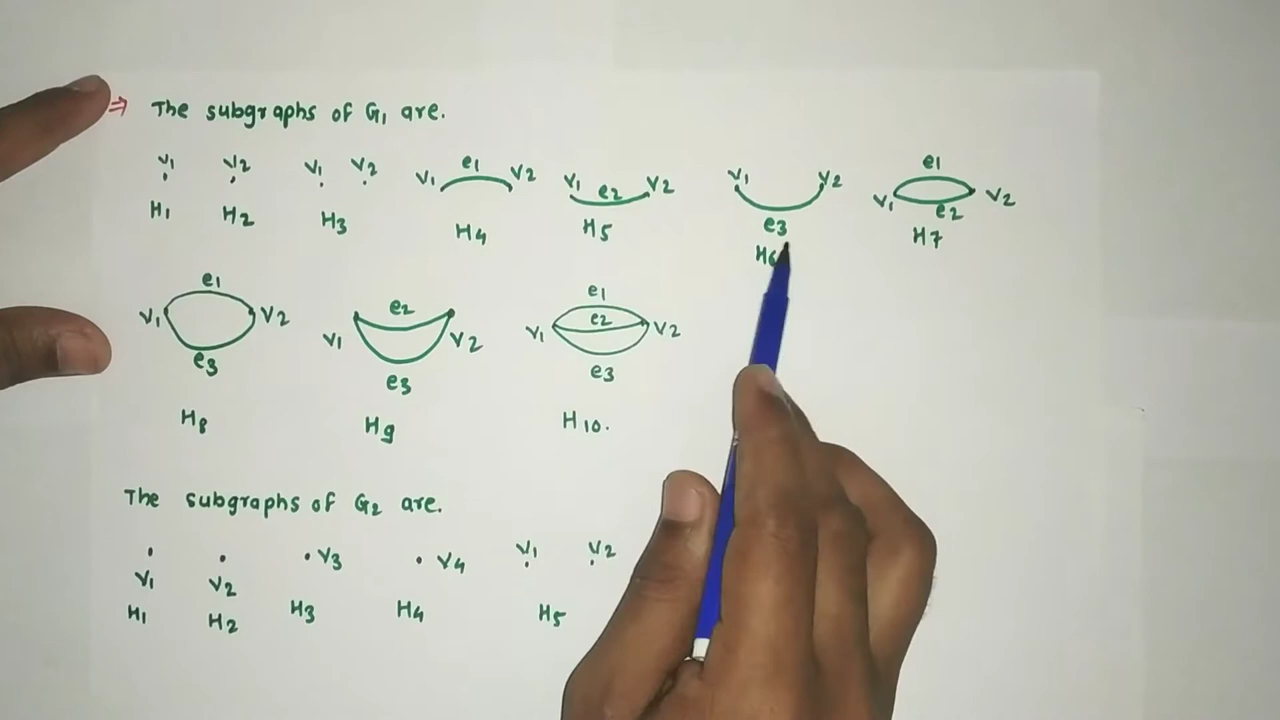 ⇒ The subgraphs of G1 are.
v1 v2 v1 v2 v1 e1 v2 v1 e2 v2 v1 v2 e1
v1 e2 v2
e3
H1 H2 H3 H4 H5 H6 H7
e1 e2 e1
v1 v2 v1 v2 v1 e2 v2
e3 e3 e3
H8 H9 H10.
The subgraphs of G2 are.
v1 v2 v3 v4 v1 v2
H1 H2 H3 H4 H5